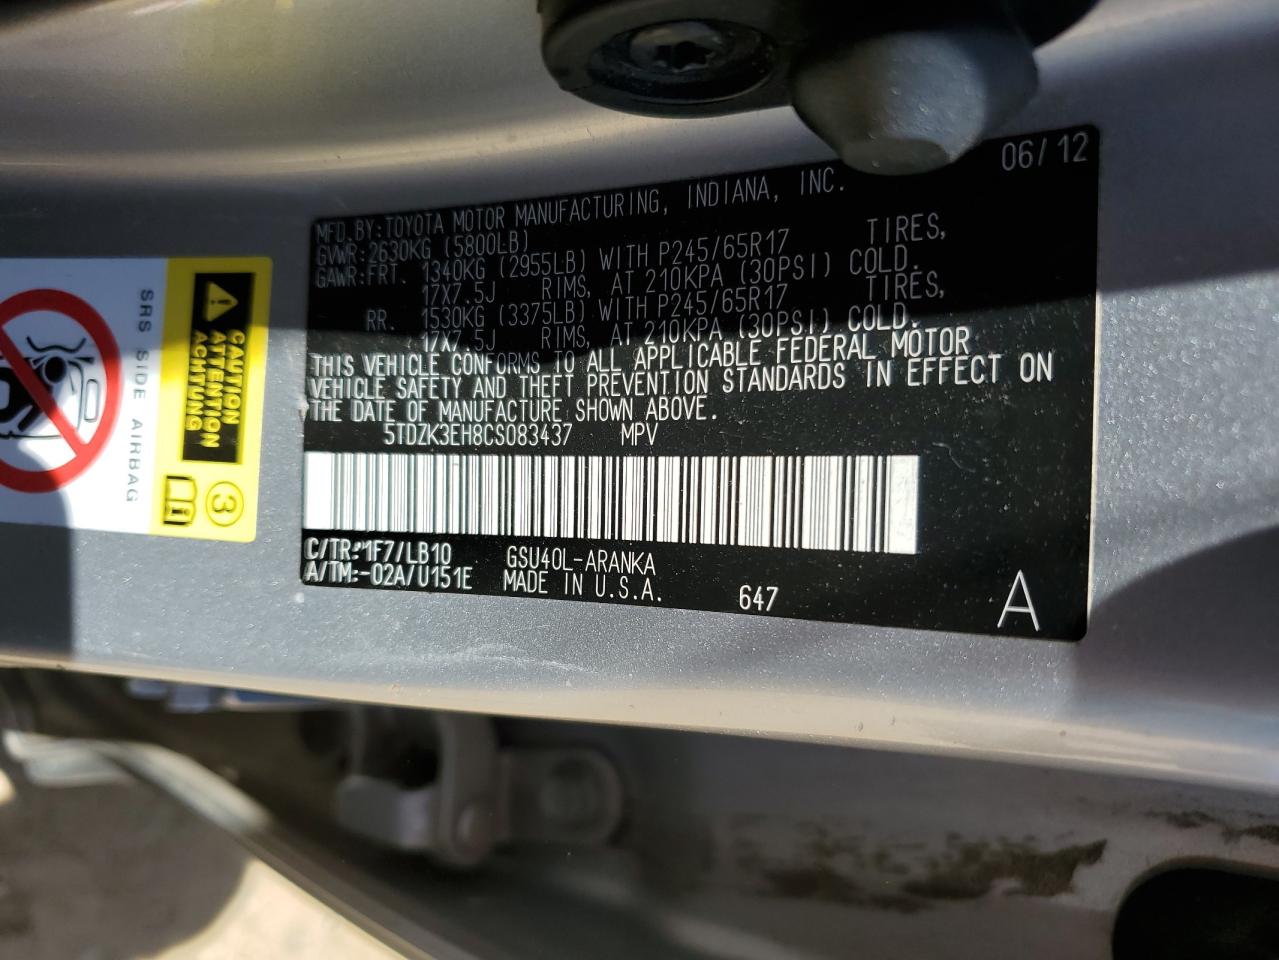 06/12
MFD.BY:TOYOTA MOTOR MANUFACTURING, INDIANA, INC.
GVWR:2630KG (5800LB)
GAWR:FRT. 1340KG (2955LB) WITH P245/65R17 TIRES,
17X7.5J RIMS, AT 210KPA (30PSI) COLD.
RR. 1530KG (3375LB) WITH P245/65R17 TIRES,
17X7.5J RIMS, AT 210KPA (30PSI) COLD.
THIS VEHICLE CONFORMS TO ALL APPLICABLE FEDERAL MOTOR
VEHICLE SAFETY AND THEFT PREVENTION STANDARDS IN EFFECT ON
THE DATE OF MANUFACTURE SHOWN ABOVE.
5TDZK3EH8CS083437 MPV
C/TR:1F7/LB10 GSU40L-ARANKA
A/TM:-02A/U151E MADE IN U.S.A. 647 A
CAUTION
ATTENTION
ACHTUNG
SRS SIDE AIRBAG
3